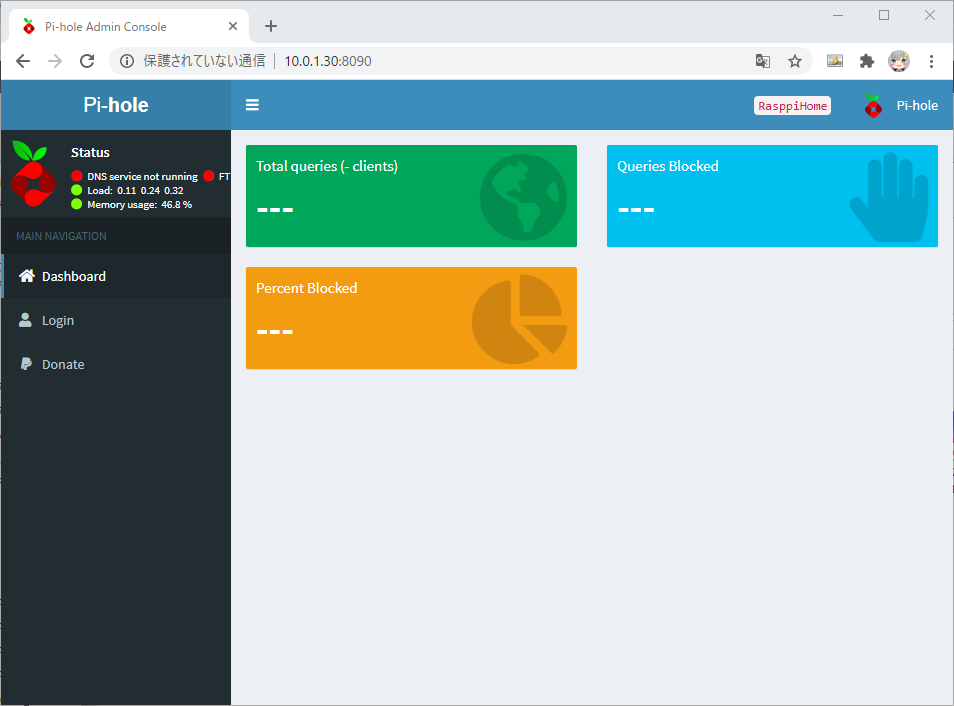 Pi-hole Admin Console
保護されていない通信 10.0.1.30:8090
Pi-hole
RasppiHome
Pi-hole
Status
DNS service not running FT
Load: 0.11 0.24 0.32
Memory usage: 46.8 %
MAIN NAVIGATION
Dashboard
Login
Donate
Total queries (- clients)
---
Queries Blocked
---
Percent Blocked
---